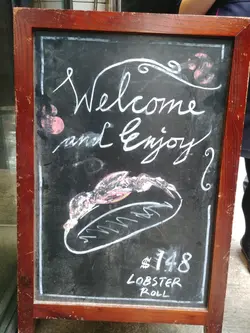 Welcome
and Enjoy
$148
LOBSTER
ROLL